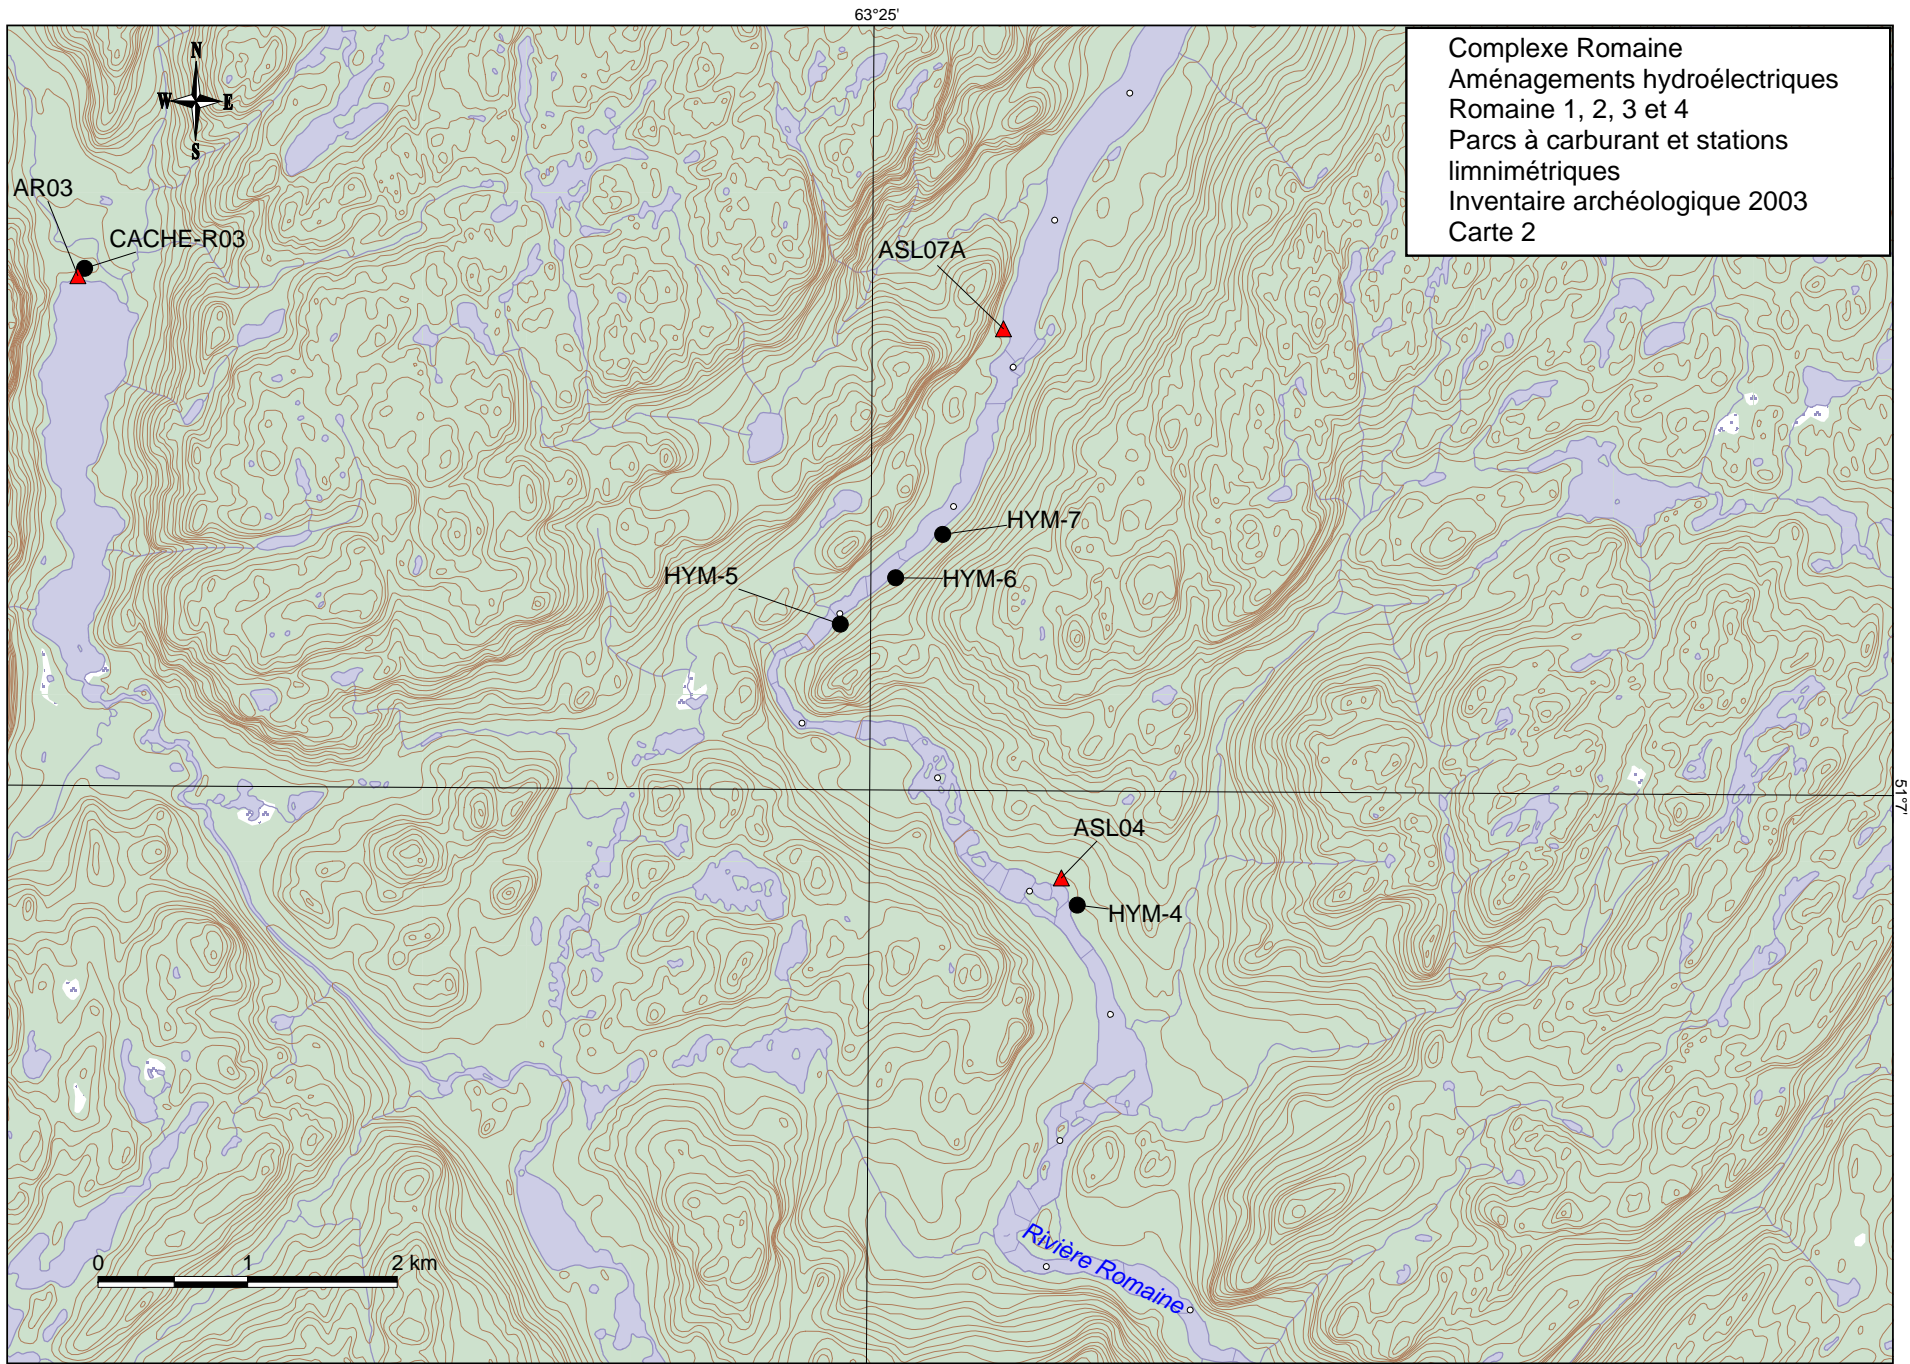 63°25'
Complexe Romaine
Aménagements hydroélectriques
Romaine 1, 2, 3 et 4
Parcs à carburant et stations
limnimétriques
Inventaire archéologique 2003
Carte 2
N
W E
S
AR03
CACHE-R03
ASL07A
HYM-7
HYM-5
HYM-6
51°7'
ASL04
HYM-4
Rivière Romaine
0 1 2 km